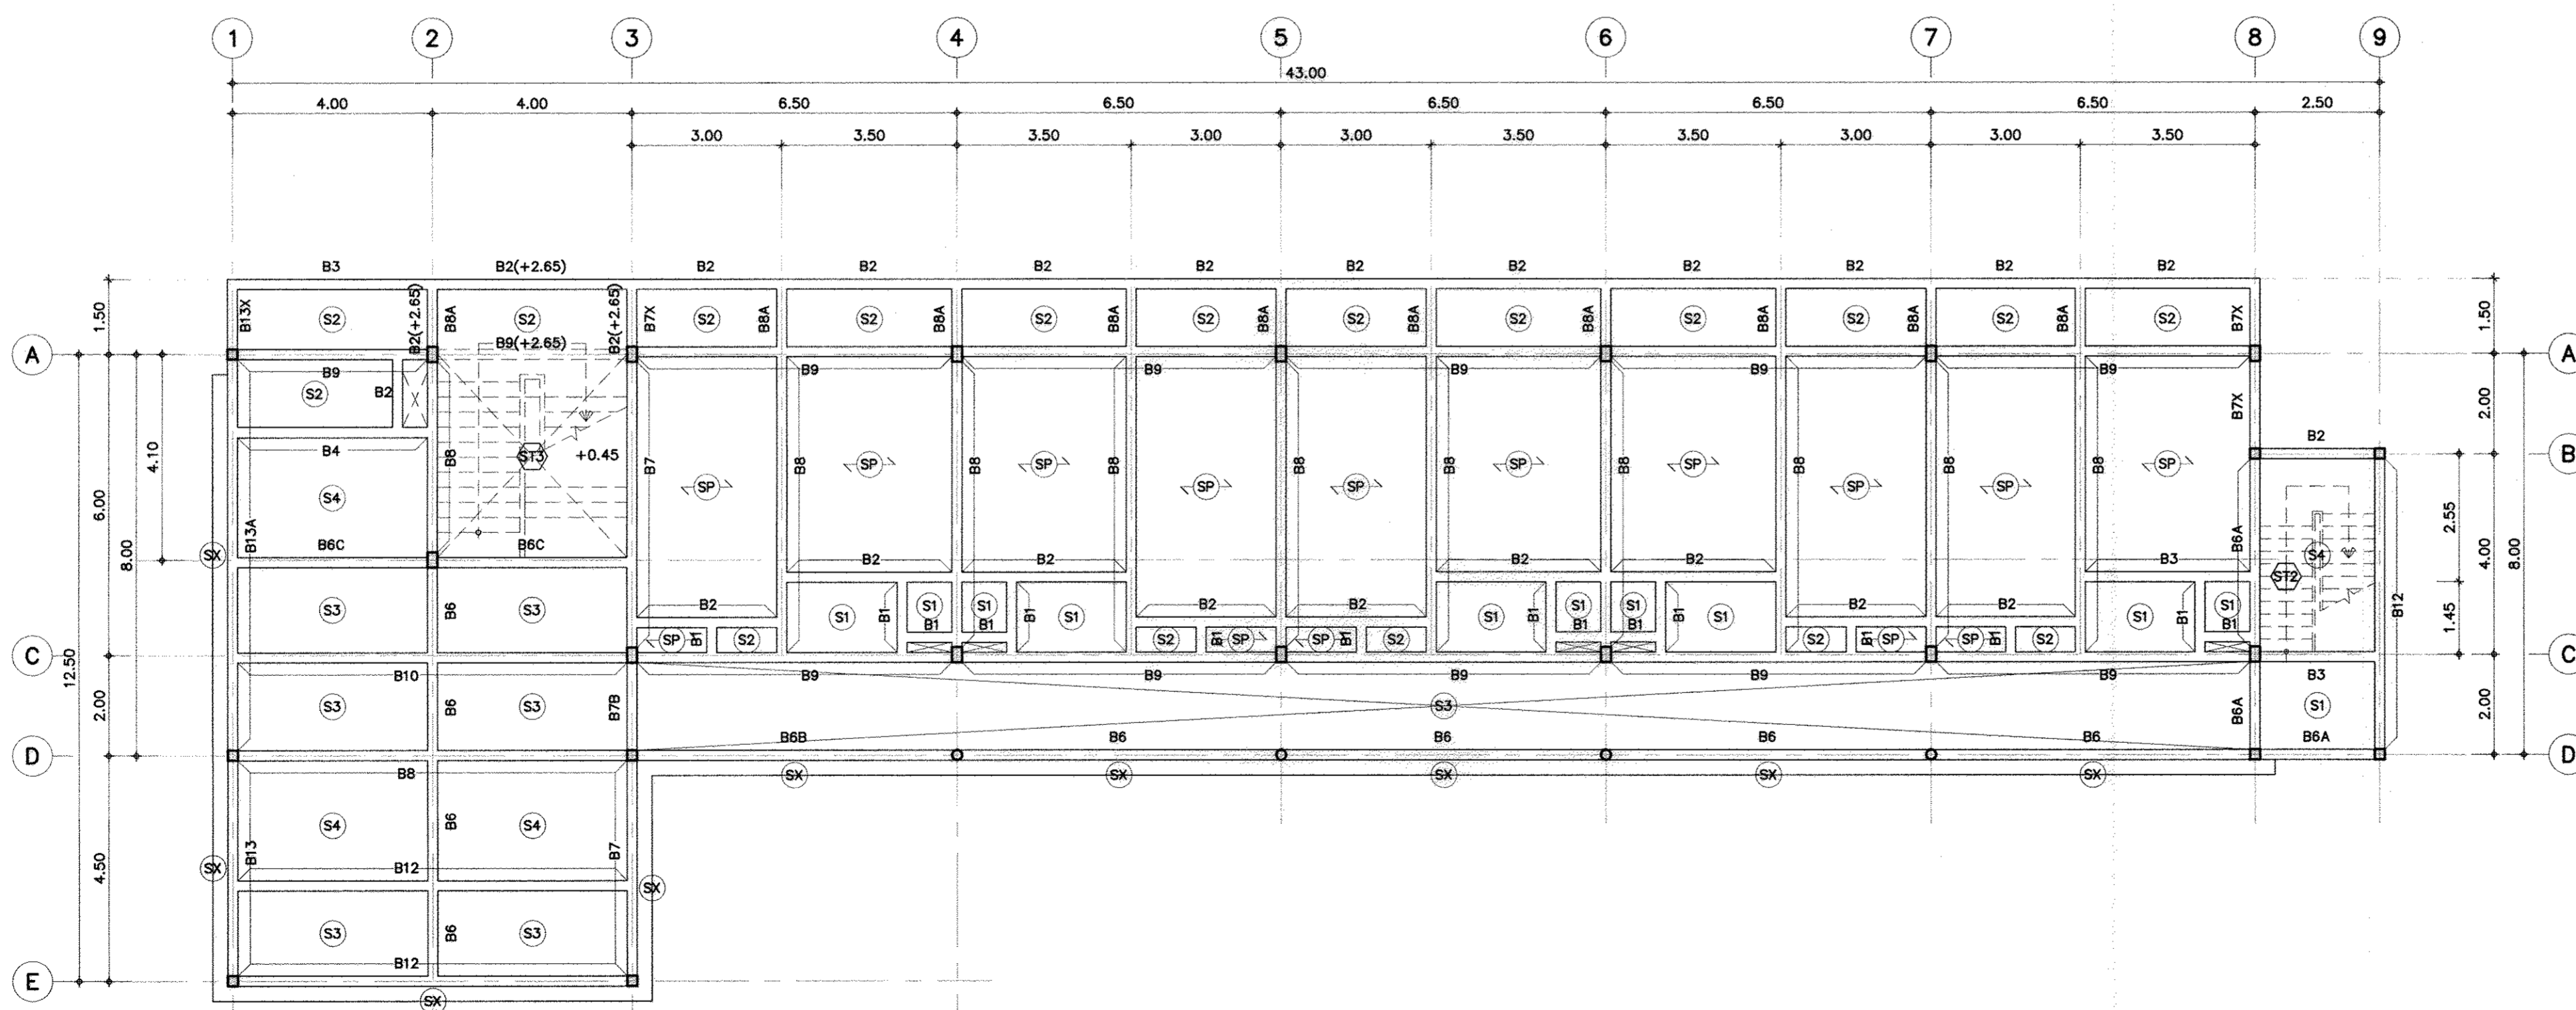 1 2 3 4 5 6 7 8 9
43.00
4.00 4.00 6.50 6.50 6.50 6.50 6.50 2.50
3.00 3.50 3.50 3.00 3.00 3.50 3.50 3.00 3.00 3.50
B3 B2(+2.65) B2 B2 B2 B2 B2 B2 B2 B2 B2 B2
1.50 B13X S2 B2(+2.65) B8A S2 B2(+2.65) B7X S2 B8A S2 B8A S2 B8A S2 B8A S2 B8A S2 B8A S2 B8A S2 B8A S2 B8A S2 B7X 1.50
A B9(+2.65) A
B9 B9 B9 B9 B9 B9
S2 B2 B7X 2.00
B2
B4 B8 ST3 +0.45 B8 SP B8 SP B8 B8 SP B8 SP B8 SP B8 SP B
4.10 B7 SP SP SP SP SP
6.00 S4 2.55
8.00 B13A B6C B6C B6A S4 4.00 8.00
SX B2 B2 B2 B2 B3 ST2
S3 B6 S3 B2 S1 B1 S1 B1 S1 B1 B1 S1 B2 B2 S1 B1 S1 B1 S1 B1 B1 S1 B2 B2 S1 B1 S1 B1 1.45 B12
SP B1 S2 S2 B1 SP SP B1 S2 S2 B1 SP SP B1 S2
C C
12.50 B10 B9 B9 B9 B9 B9 B3
2.00 S3 B6 S3 B7B S3 B6A S1 2.00
B6B B6 B6 B6 B6 B6A
D D
B8 SX SX SX SX SX
S4 B6 S4
4.50 SX B13 B12 B7 SX
S3 B6 S3
B12
E
SX